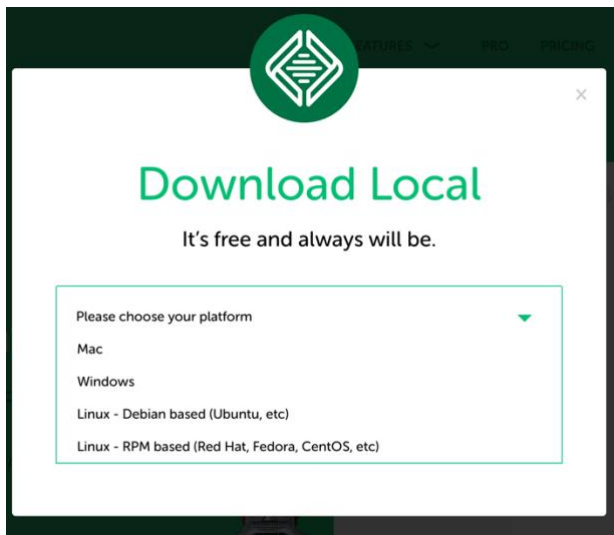 FEATURES PRO PRICING
Download Local
It's free and always will be.
Please choose your platform
Mac
Windows
Linux - Debian based (Ubuntu, etc)
Linux - RPM based (Red Hat, Fedora, CentOS, etc)